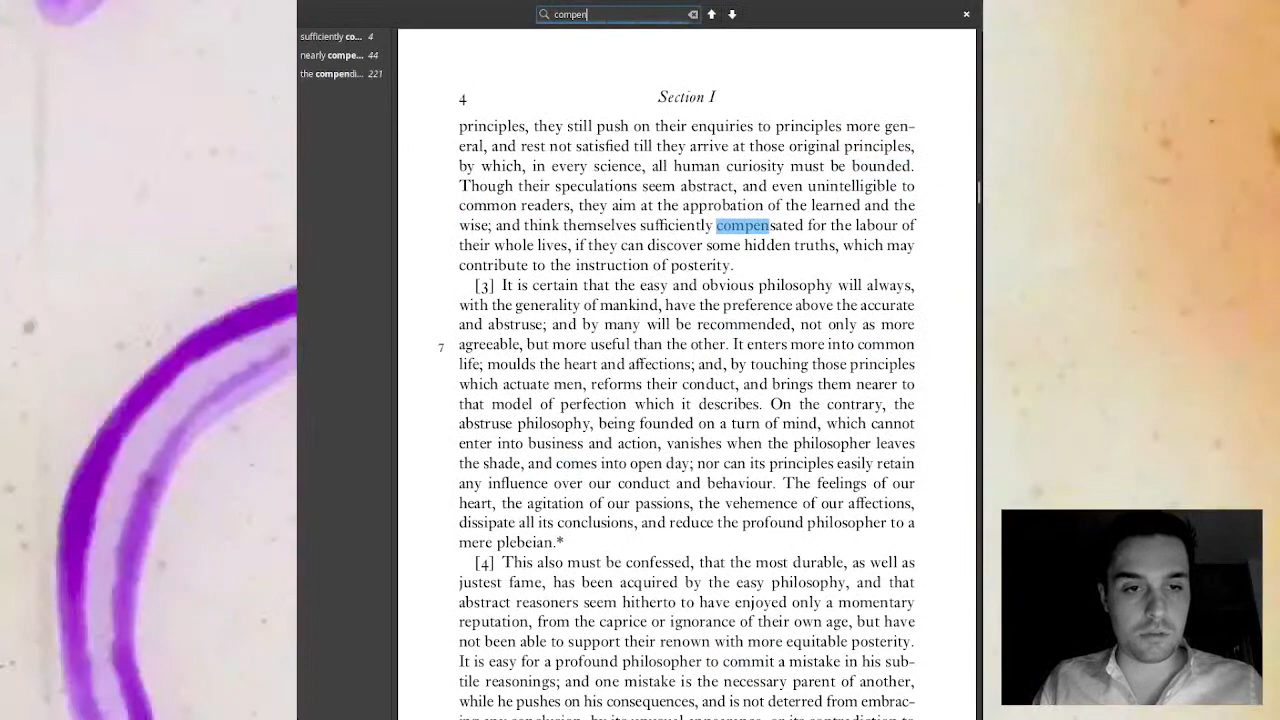 compen
sufficiently co... 4
nearly compe... 44
the compendi... 221
4 Section I
principles, they still push on their enquiries to principles more gen-
eral, and rest not satisfied till they arrive at those original principles,
by which, in every science, all human curiosity must be bounded.
Though their speculations seem abstract, and even unintelligible to
common readers, they aim at the approbation of the learned and the
wise; and think themselves sufficiently compensated for the labour of
their whole lives, if they can discover some hidden truths, which may
contribute to the instruction of posterity.
[3] It is certain that the easy and obvious philosophy will always,
with the generality of mankind, have the preference above the accurate
and abstruse; and by many will be recommended, not only as more
7 agreeable, but more useful than the other. It enters more into common
life; moulds the heart and affections; and, by touching those principles
which actuate men, reforms their conduct, and brings them nearer to
that model of perfection which it describes. On the contrary, the
abstruse philosophy, being founded on a turn of mind, which cannot
enter into business and action, vanishes when the philosopher leaves
the shade, and comes into open day; nor can its principles easily retain
any influence over our conduct and behaviour. The feelings of our
heart, the agitation of our passions, the vehemence of our affections,
dissipate all its conclusions, and reduce the profound philosopher to a
mere plebeian.*
[4] This also must be confessed, that the most durable, as well as
justest fame, has been acquired by the easy philosophy, and that
abstract reasoners seem hitherto to have enjoyed only a momentary
reputation, from the caprice or ignorance of their own age, but have
not been able to support their renown with more equitable posterity.
It is easy for a profound philosopher to commit a mistake in his sub-
tile reasonings; and one mistake is the necessary parent of another,
while he pushes on his consequences, and is not deterred from embrac-